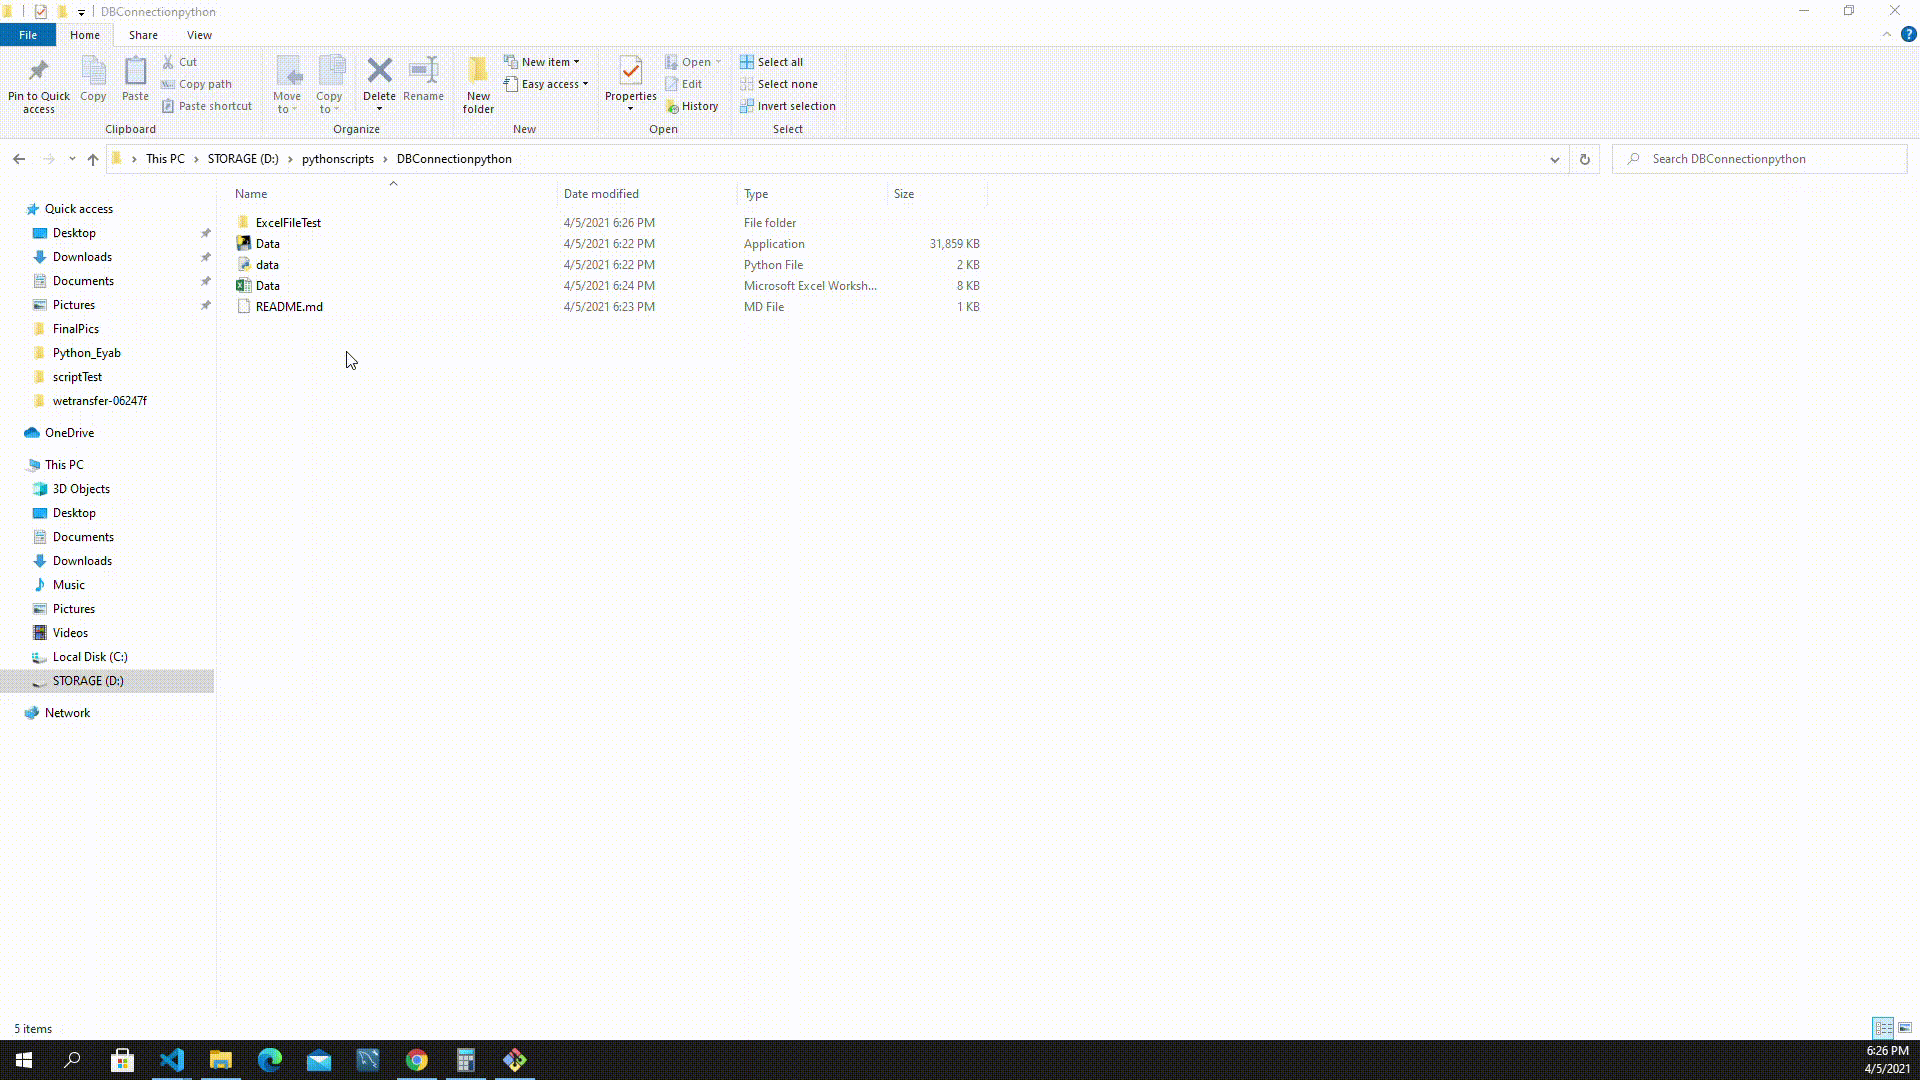 DBConnectionpython
File Home Share View
Pin to Quick access
Copy
Paste
Cut
Copy path
Paste shortcut
Clipboard
Move to
Copy to
Delete
Rename
Organize
New folder
New item
Easy access
New
Properties
Open
Edit
History
Open
Select all
Select none
Invert selection
Select
This PC > STORAGE (D:) > pythonscripts > DBConnectionpython
Search DBConnectionpython
Quick access
Desktop
Downloads
Documents
Pictures
FinalPics
Python_Eyab
scriptTest
wetransfer-06247f
OneDrive
This PC
3D Objects
Desktop
Documents
Downloads
Music
Pictures
Videos
Local Disk (C:)
STORAGE (D:)
Network
Name Date modified Type Size
ExcelFileTest 4/5/2021 6:26 PM File folder
Data 4/5/2021 6:22 PM Application 31,859 KB
data 4/5/2021 6:22 PM Python File 2 KB
Data 4/5/2021 6:24 PM Microsoft Excel Worksh... 8 KB
README.md 4/5/2021 6:23 PM MD File 1 KB
5 items
6:26 PM
4/5/2021